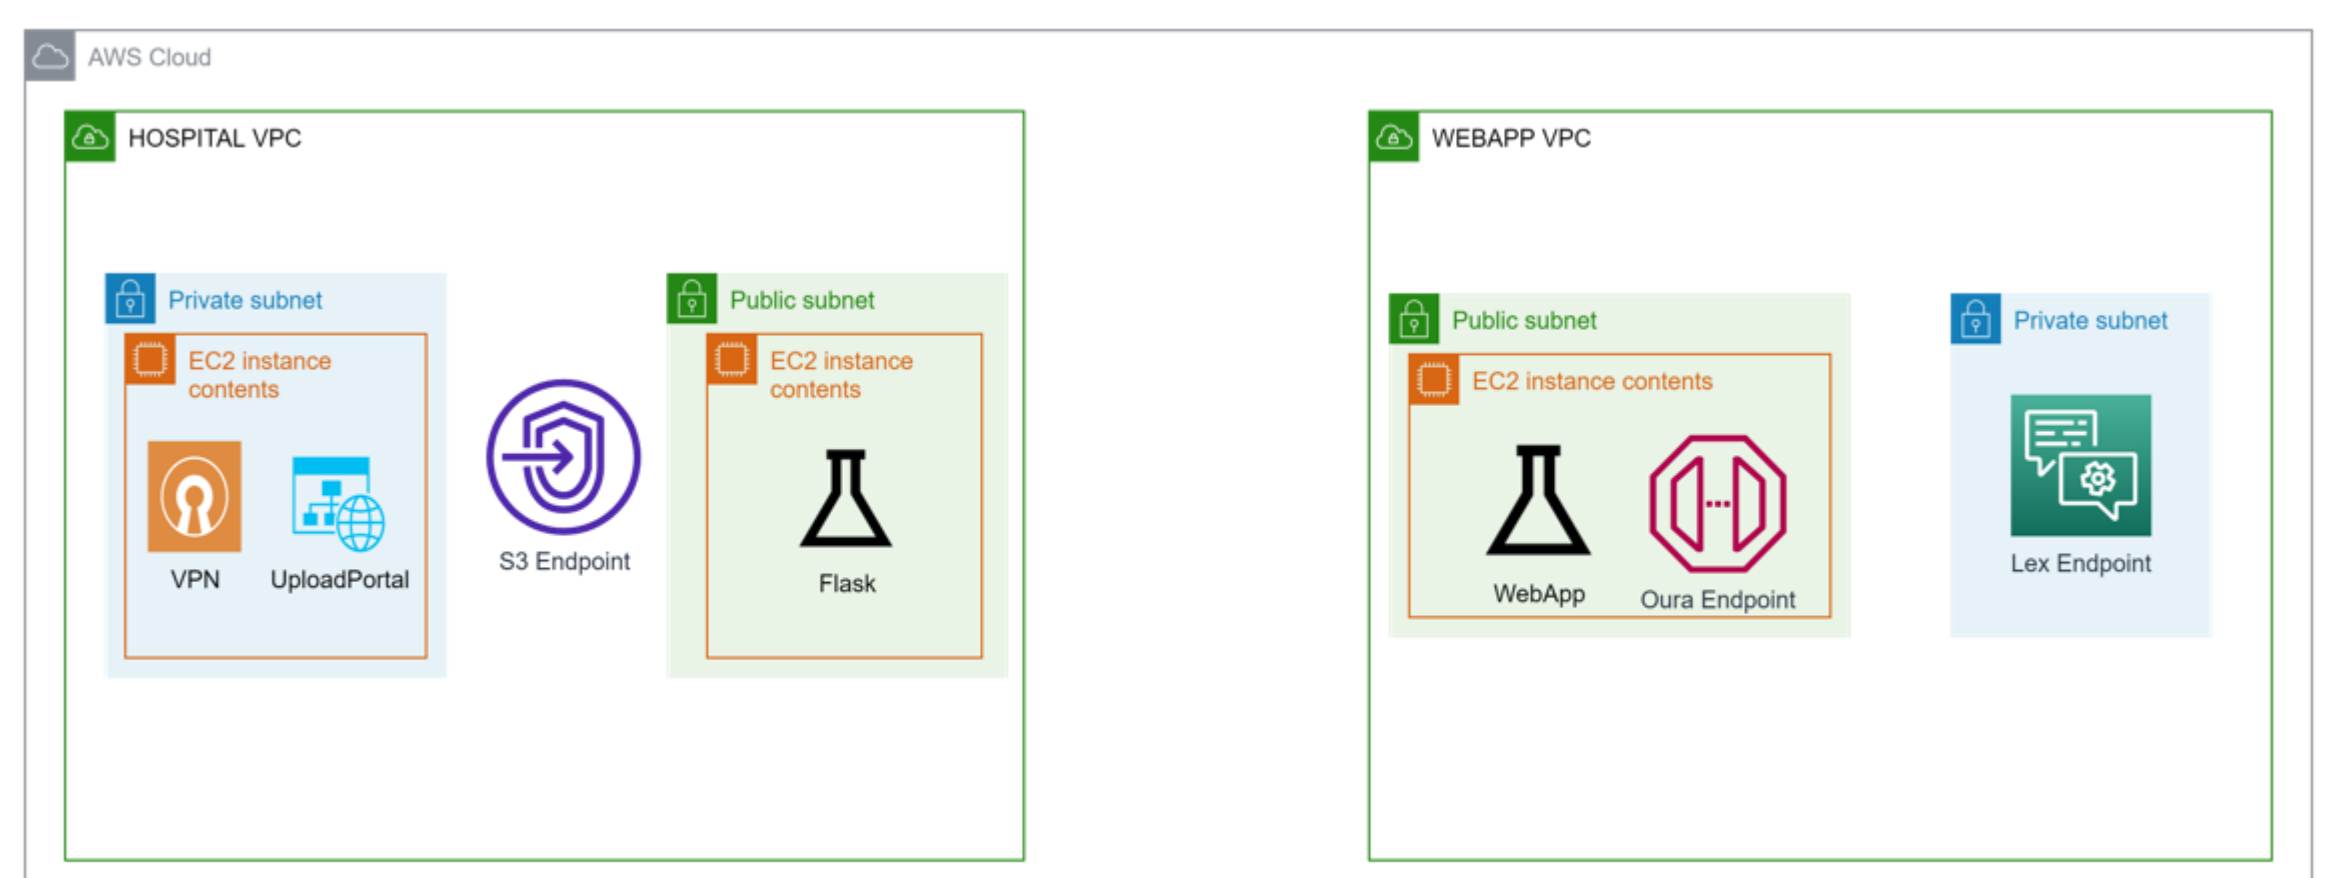 AWS Cloud
HOSPITAL VPC
Private subnet
EC2 instance
contents
VPN
UploadPortal
S3 Endpoint
Public subnet
EC2 instance
contents
Flask
WEBAPP VPC
Public subnet
EC2 instance contents
WebApp
Oura Endpoint
Private subnet
Lex Endpoint